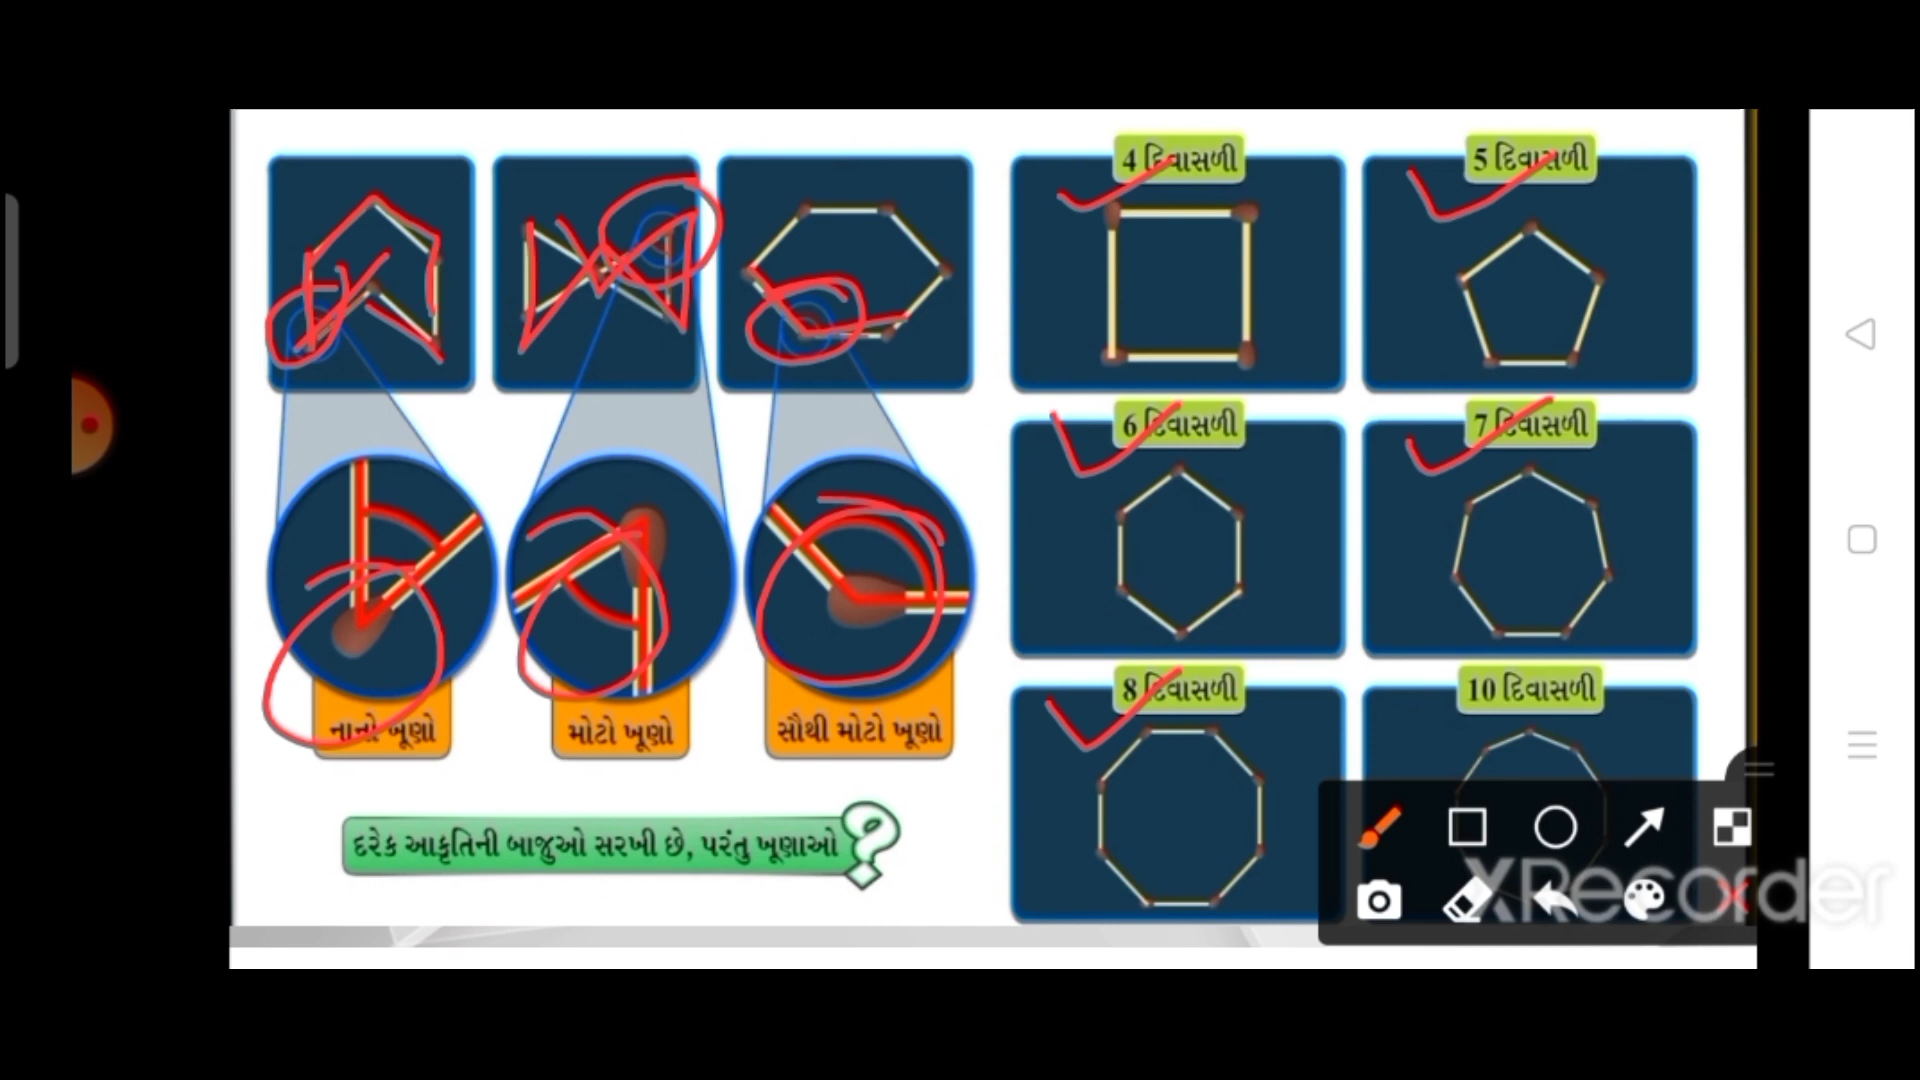 4 દિવાસળી
5 દિવાસળી
6 દિવાસળી
7 દિવાસળી
8 દિવાસળી
10 દિવાસળી
નાનો ખૂણો
મોટો ખૂણો
સૌથી મોટો ખૂણો
દરેક આકૃતિની બાજુઓ સરખી છે, પરંતુ ખૂણાઓ ?
XRecorder